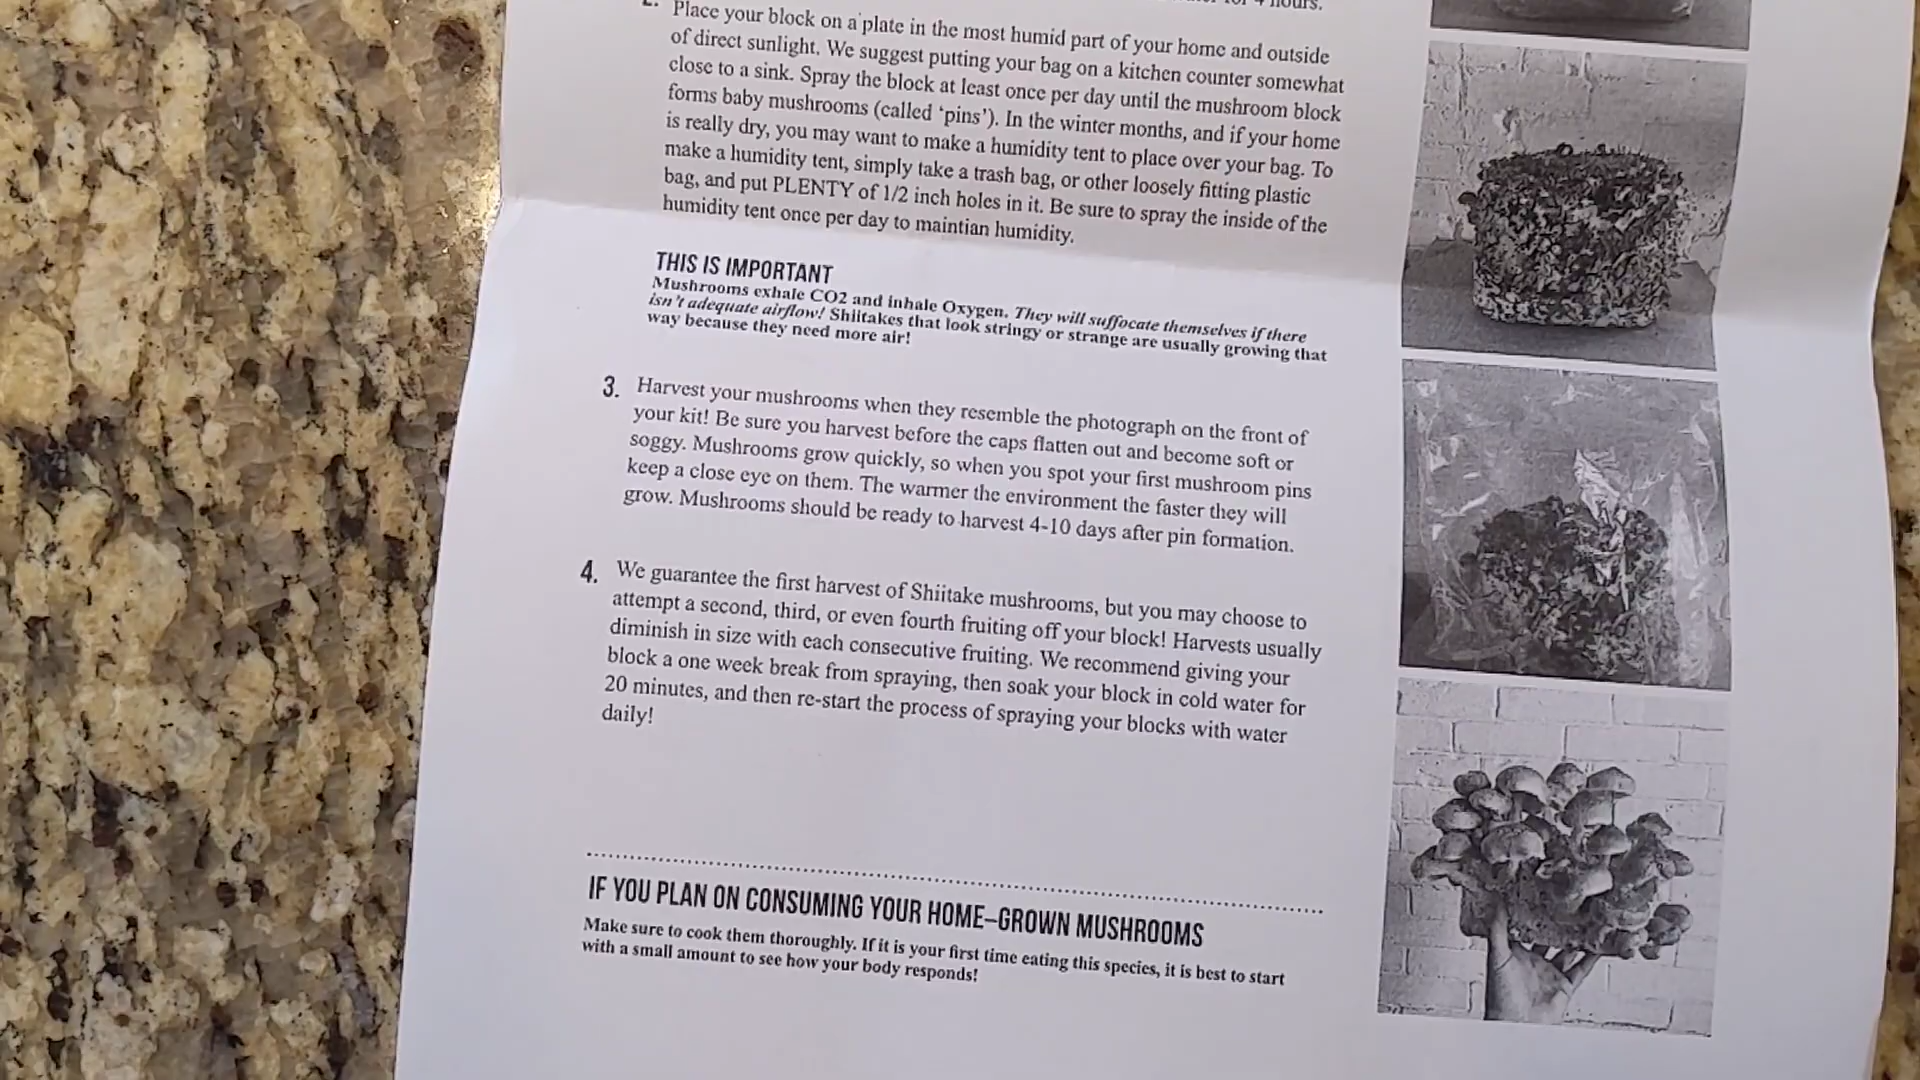 hours.
2. Place your block on a plate in the most humid part of your home and outside
of direct sunlight. We suggest putting your bag on a kitchen counter somewhat
close to a sink. Spray the block at least once per day until the mushroom block
forms baby mushrooms (called ‘pins’). In the winter months, and if your home
is really dry, you may want to make a humidity tent to place over your bag. To
make a humidity tent, simply take a trash bag, or other loosely fitting plastic
bag, and put PLENTY of 1/2 inch holes in it. Be sure to spray the inside of the
humidity tent once per day to maintian humidity.
THIS IS IMPORTANT
Mushrooms exhale CO2 and inhale Oxygen. They will suffocate themselves if there
isn’t adequate airflow! Shiitakes that look stringy or strange are usually growing that
way because they need more air!
3. Harvest your mushrooms when they resemble the photograph on the front of
your kit! Be sure you harvest before the caps flatten out and become soft or
soggy. Mushrooms grow quickly, so when you spot your first mushroom pins
keep a close eye on them. The warmer the environment the faster they will
grow. Mushrooms should be ready to harvest 4-10 days after pin formation.
4. We guarantee the first harvest of Shiitake mushrooms, but you may choose to
attempt a second, third, or even fourth fruiting off your block! Harvests usually
diminish in size with each consecutive fruiting. We recommend giving your
block a one week break from spraying, then soak your block in cold water for
20 minutes, and then re-start the process of spraying your blocks with water
daily!
IF YOU PLAN ON CONSUMING YOUR HOME–GROWN MUSHROOMS
Make sure to cook them thoroughly. If it is your first time eating this species, it is best to start
with a small amount to see how your body responds!